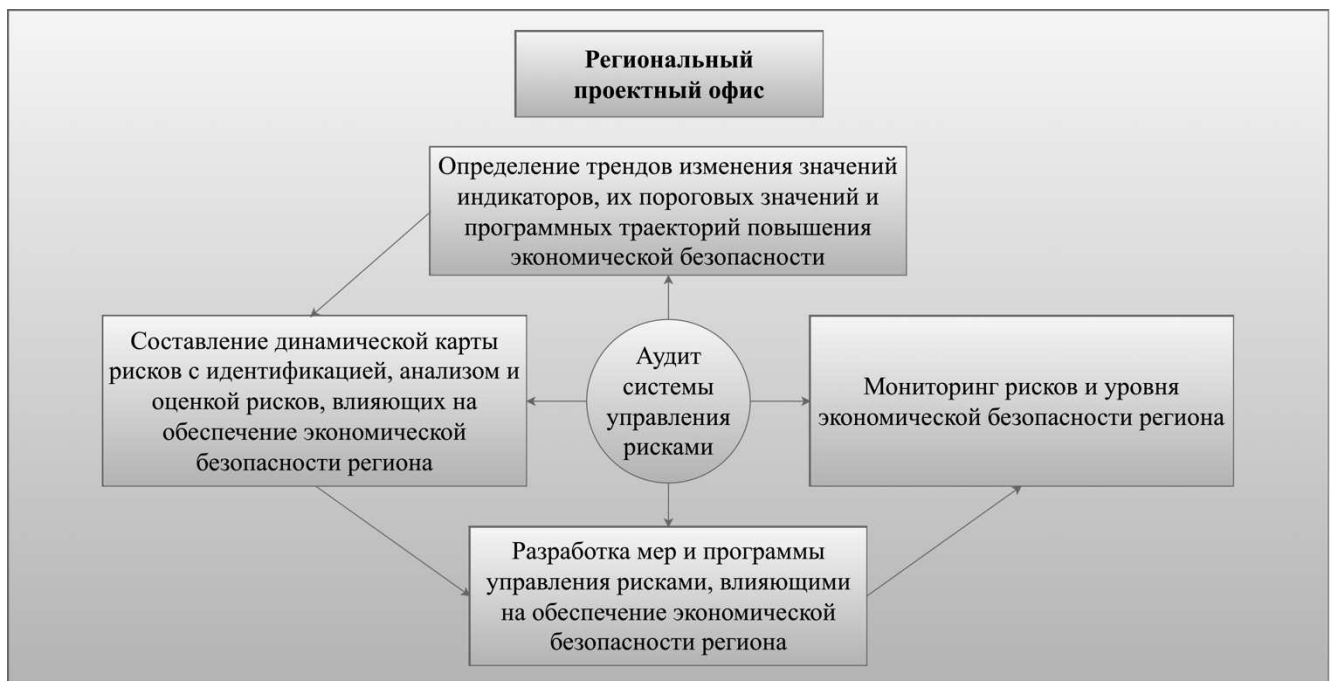 Региональный
проектный офис
Определение трендов изменения значений
индикаторов, их пороговых значений и
программных траекторий повышения
экономической безопасности
Составление динамической карты
рисков с идентификацией, анализом и
оценкой рисков, влияющих на
обеспечение экономической
безопасности региона
Аудит
системы
управления
рисками
Мониторинг рисков и уровня
экономической безопасности региона
Разработка мер и программы
управления рисками, влияющими
на обеспечение экономической
безопасности региона